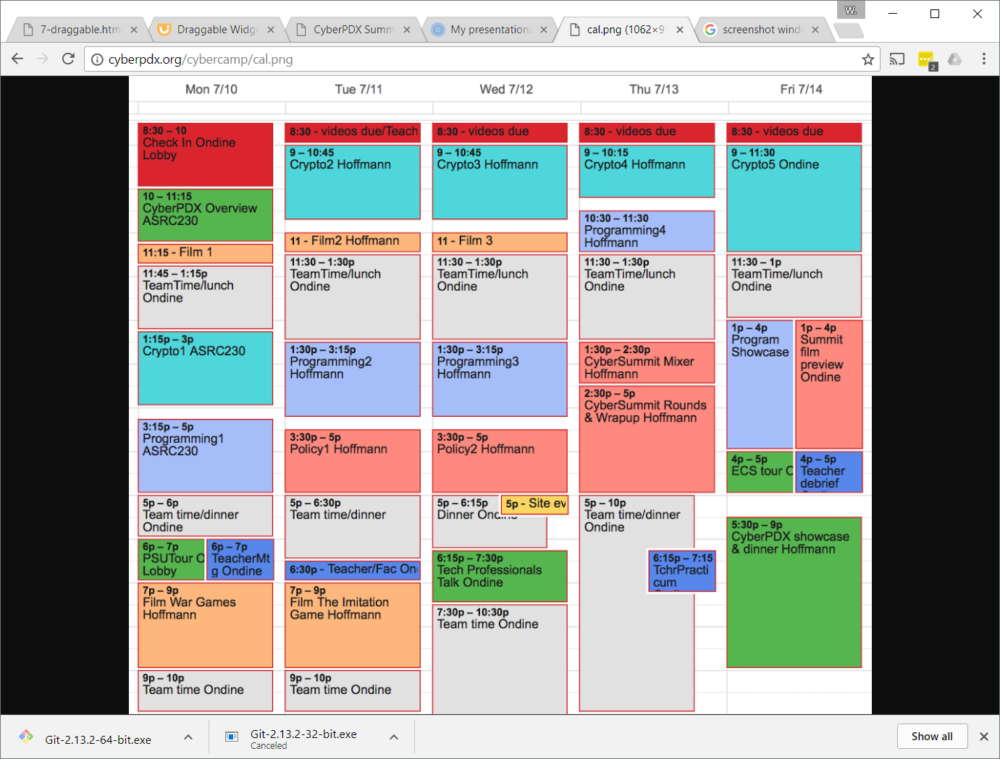 W.
7-draggable.htm
Draggable Widg
CyberPDX Summ
My presentations
cal.png (1062×9
screenshot wind
cyberpdx.org/cybercamp/cal.png
2
Mon 7/10
Tue 7/11
Wed 7/12
Thu 7/13
Fri 7/14
8:30 – 10
Check In Ondine
Lobby
10 – 11:15
CyberPDX Overview
ASRC230
11:15 - Film 1
11:45 – 1:15p
TeamTime/lunch
Ondine
1:15p – 3p
Crypto1 ASRC230
3:15p – 5p
Programming1
ASRC230
5p – 6p
Team time/dinner
Ondine
6p – 7p
PSUTour O
Lobby
6p – 7p
TeacherMt
g Ondine
7p – 9p
Film War Games
Hoffmann
9p – 10p
Team time Ondine
8:30 - videos due/Teach
9 – 10:45
Crypto2 Hoffmann
11 - Film2 Hoffmann
11:30 – 1:30p
TeamTime/lunch
Ondine
1:30p – 3:15p
Programming2
Hoffmann
3:30p – 5p
Policy1 Hoffmann
5p – 6:30p
Team time/dinner
6:30p - Teacher/Fac On
7p – 9p
Film The Imitation
Game Hoffmann
9p – 10p
Team time Ondine
8:30 - videos due
9 – 10:45
Crypto3 Hoffmann
11 - Film 3
11:30 – 1:30p
TeamTime/lunch
Ondine
1:30p – 3:15p
Programming3
Hoffmann
3:30p – 5p
Policy2 Hoffmann
5p – 6:15p
Dinner Ondine
5p - Site ev
6:15p – 7:30p
Tech Professionals
Talk Ondine
7:30p – 10:30p
Team time Ondine
8:30 - videos due
9 – 10:15
Crypto4 Hoffmann
10:30 – 11:30
Programming4
Hoffmann
11:30 – 1:30p
TeamTime/lunch
Ondine
1:30p – 2:30p
CyberSummit Mixer
Hoffmann
2:30p – 5p
CyberSummit Rounds
& Wrapup Hoffmann
5p – 10p
Team time/dinner
Ondine
6:15p – 7:15
TchrPracti
cum
8:30 - videos due
9 – 11:30
Crypto5 Ondine
11:30 – 1p
TeamTime/lunch
Ondine
1p – 4p
Program
Showcase
1p – 4p
Summit
film
preview
Ondine
4p – 5p
ECS tour O
4p – 5p
Teacher
debrief
5:30p – 9p
CyberPDX showcase
& dinner Hoffmann
Git-2.13.2-64-bit.exe
Git-2.13.2-32-bit.exe
Canceled
Show all